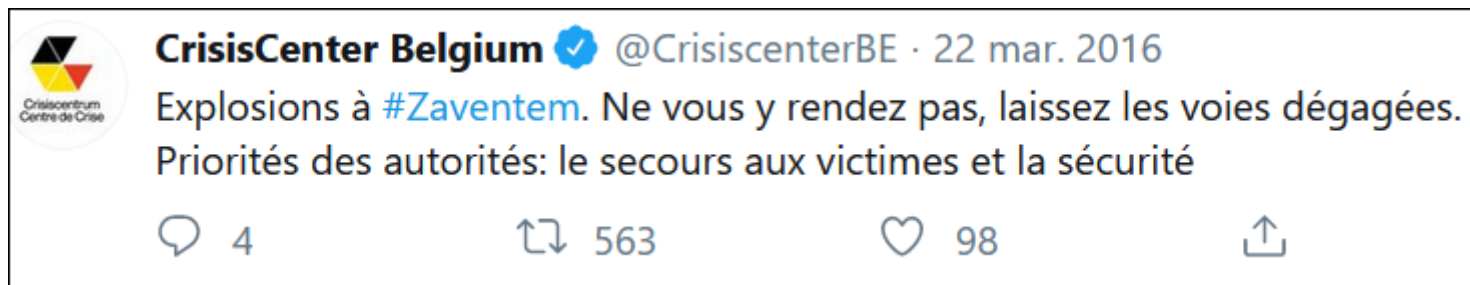 Crisiscentrum
Centre de Crise
CrisisCenter Belgium @CrisiscenterBE · 22 mar. 2016
Explosions à #Zaventem. Ne vous y rendez pas, laissez les voies dégagées.
Priorités des autorités: le secours aux victimes et la sécurité
4 563 98